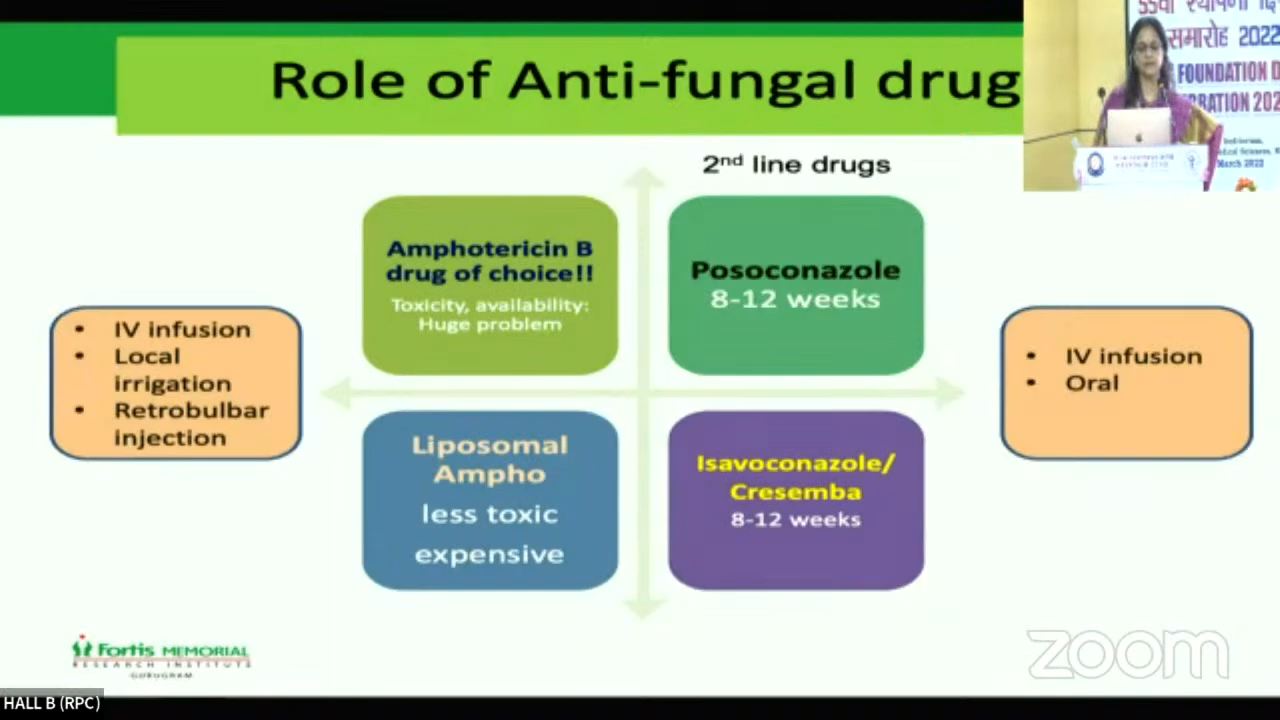 Role of Anti-fungal drug
55वां स्थापना दि
समारोह 2022
FOUNDATION D
BRATION 202
March 2022
2nd line drugs
Amphotericin B
drug of choice!!
Toxicity, availability:
Huge problem
Posoconazole
8-12 weeks
• IV infusion
• Local
irrigation
• Retrobulbar
injection
• IV infusion
• Oral
Liposomal
Ampho
less toxic
expensive
Isavoconazole/
Cresemba
8-12 weeks
Fortis MEMORIAL
RESEARCH INSTITUTE
GURUGRAM
zoom
HALL B (RPC)